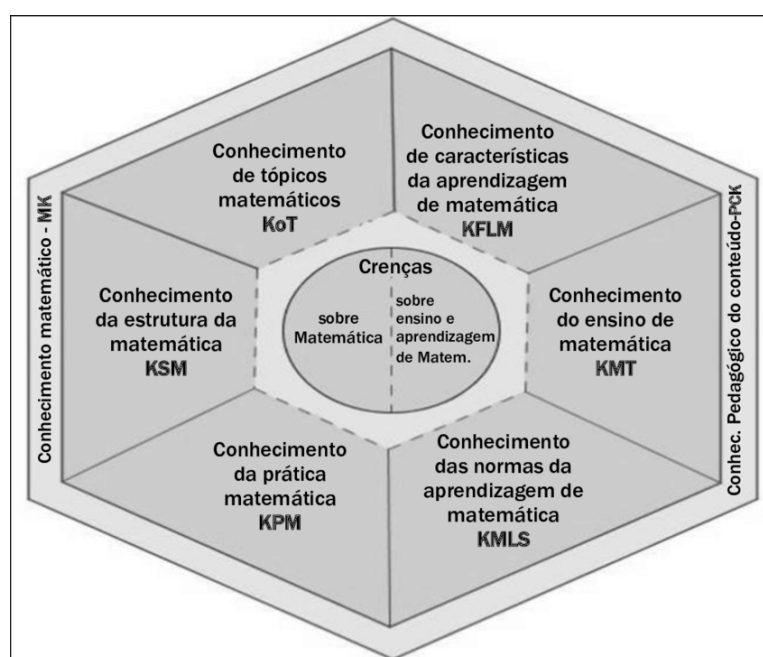 Conhecimento matemático - MK
Conhecimento
de tópicos
matemáticos
KoT
Conhecimento
de características
da aprendizagem
de matemática
KFLM
Conhecimento
da estrutura da
matemática
KSM
Crenças
sobre
Matemática
sobre
ensino e
aprendizagem
de Matem.
Conhecimento
do ensino de
matemática
KMT
Conhecimento
da prática
matemática
KPM
Conhecimento
das normas da
aprendizagem de
matemática
KMLS
Conhec. Pedagógico do conteúdo-PCK